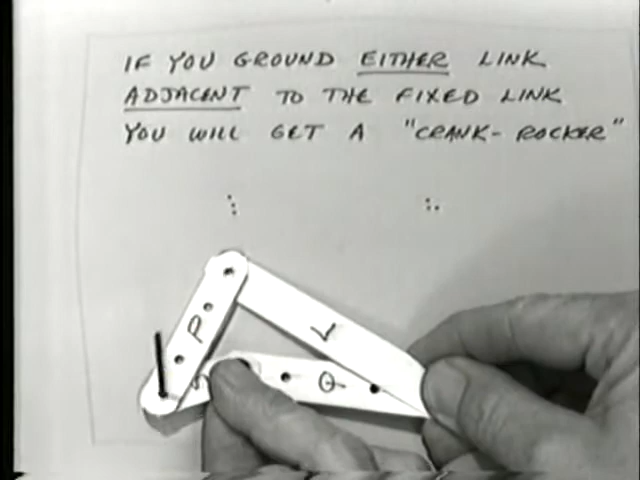 IF YOU GROUND EITHER LINK
ADJACENT TO THE FIXED LINK
YOU WILL GET A "CRANK-ROCKER"
P
L
S
Q